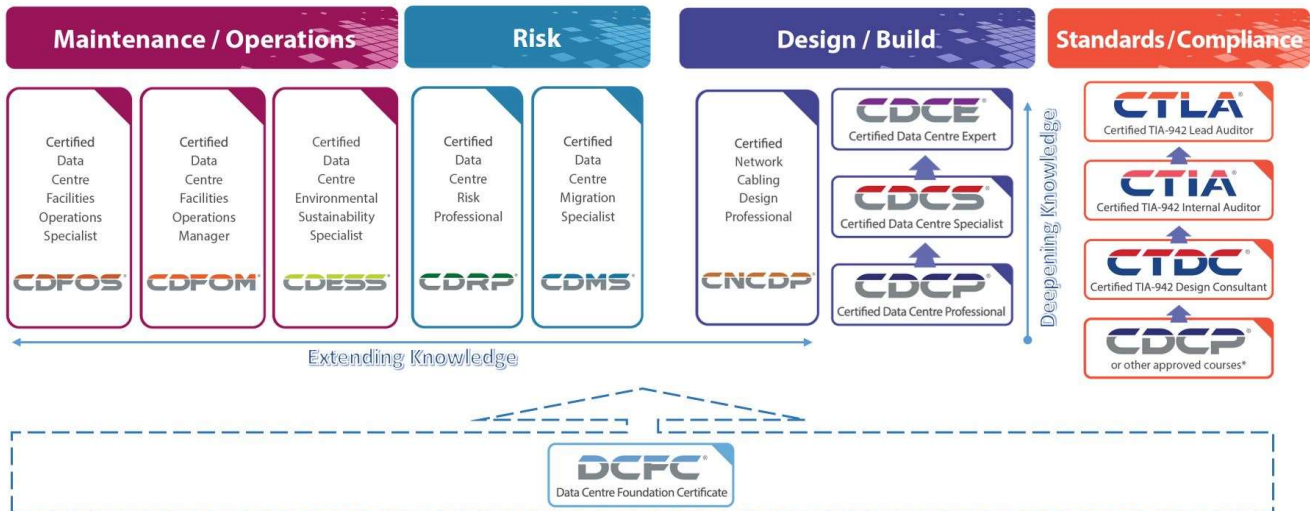 Maintenance / Operations
Risk
Design / Build
Standards/Compliance
Certified
Data
Centre
Facilities
Operations
Specialist
CDFOS®
Certified
Data
Centre
Facilities
Operations
Manager
CDFOM®
Certified
Data
Centre
Environmental
Sustainability
Specialist
CDESS®
Certified
Data
Centre
Risk
Professional
CDRP®
Certified
Data
Centre
Migration
Specialist
CDMS®
Certified
Network
Cabling
Design
Professional
CNCDP®
CDCE®
Certified Data Centre Expert
CDCS®
Certified Data Centre Specialist
CDCP®
Certified Data Centre Professional
Deepening Knowledge
CTLA®
Certified TIA-942 Lead Auditor
CTIA®
Certified TIA-942 Internal Auditor
CTDC®
Certified TIA-942 Design Consultant
CDCP®
or other approved courses*
Extending Knowledge
DCFC®
Data Centre Foundation Certificate